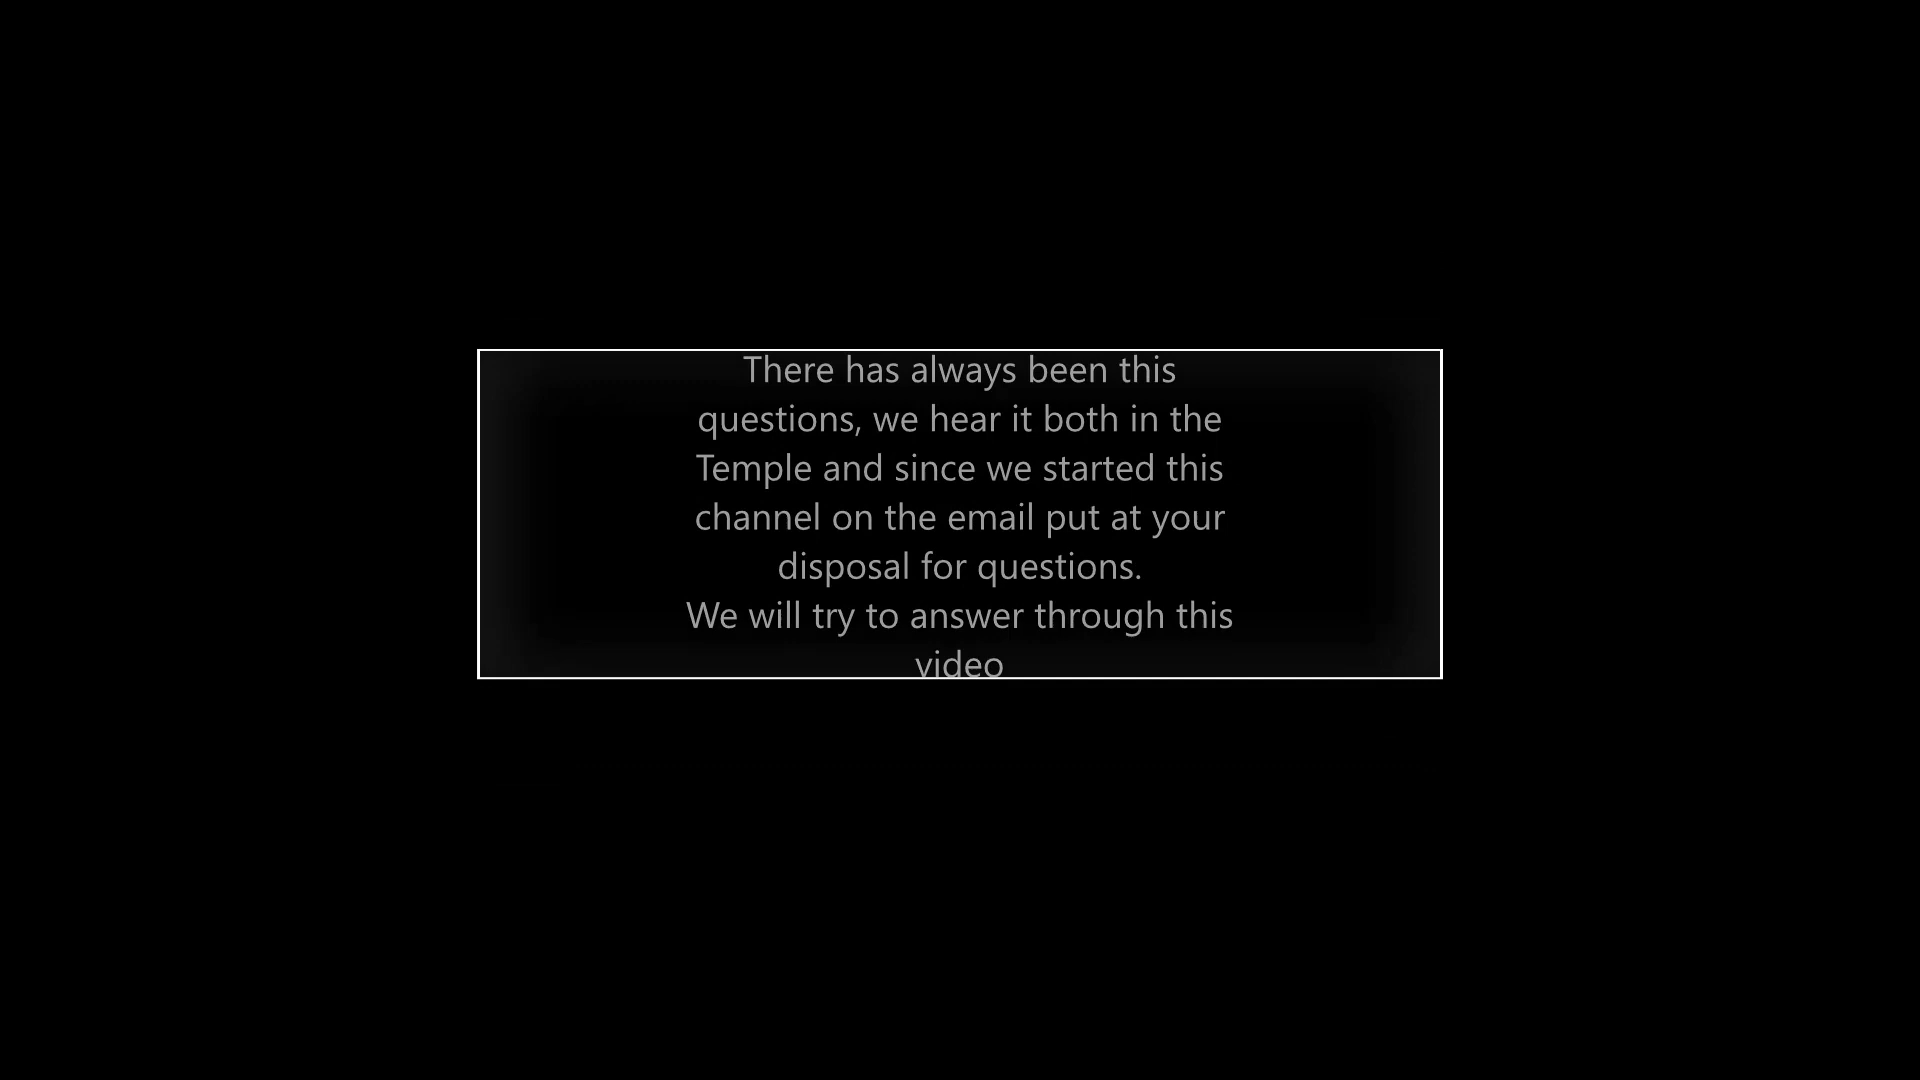 There has always been this
questions, we hear it both in the
Temple and since we started this
channel on the email put at your
disposal for questions.
We will try to answer through this
video